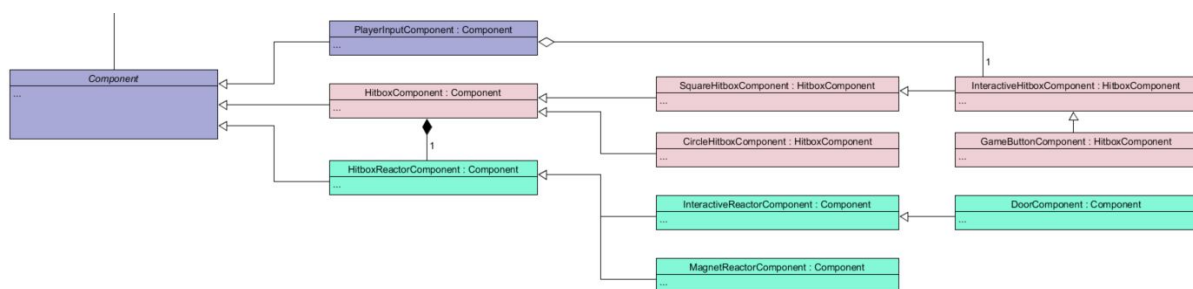 PlayerInputComponent : Component
...
Component
...
1
HitboxComponent : Component
...
SquareHitboxComponent : HitboxComponent
...
InteractiveHitboxComponent : HitboxComponent
...
1
CircleHitboxComponent : HitboxComponent
...
GameButtonComponent : HitboxComponent
...
HitboxReactorComponent : Component
...
InteractiveReactorComponent : Component
...
DoorComponent : Component
...
MagnetReactorComponent : Component
...